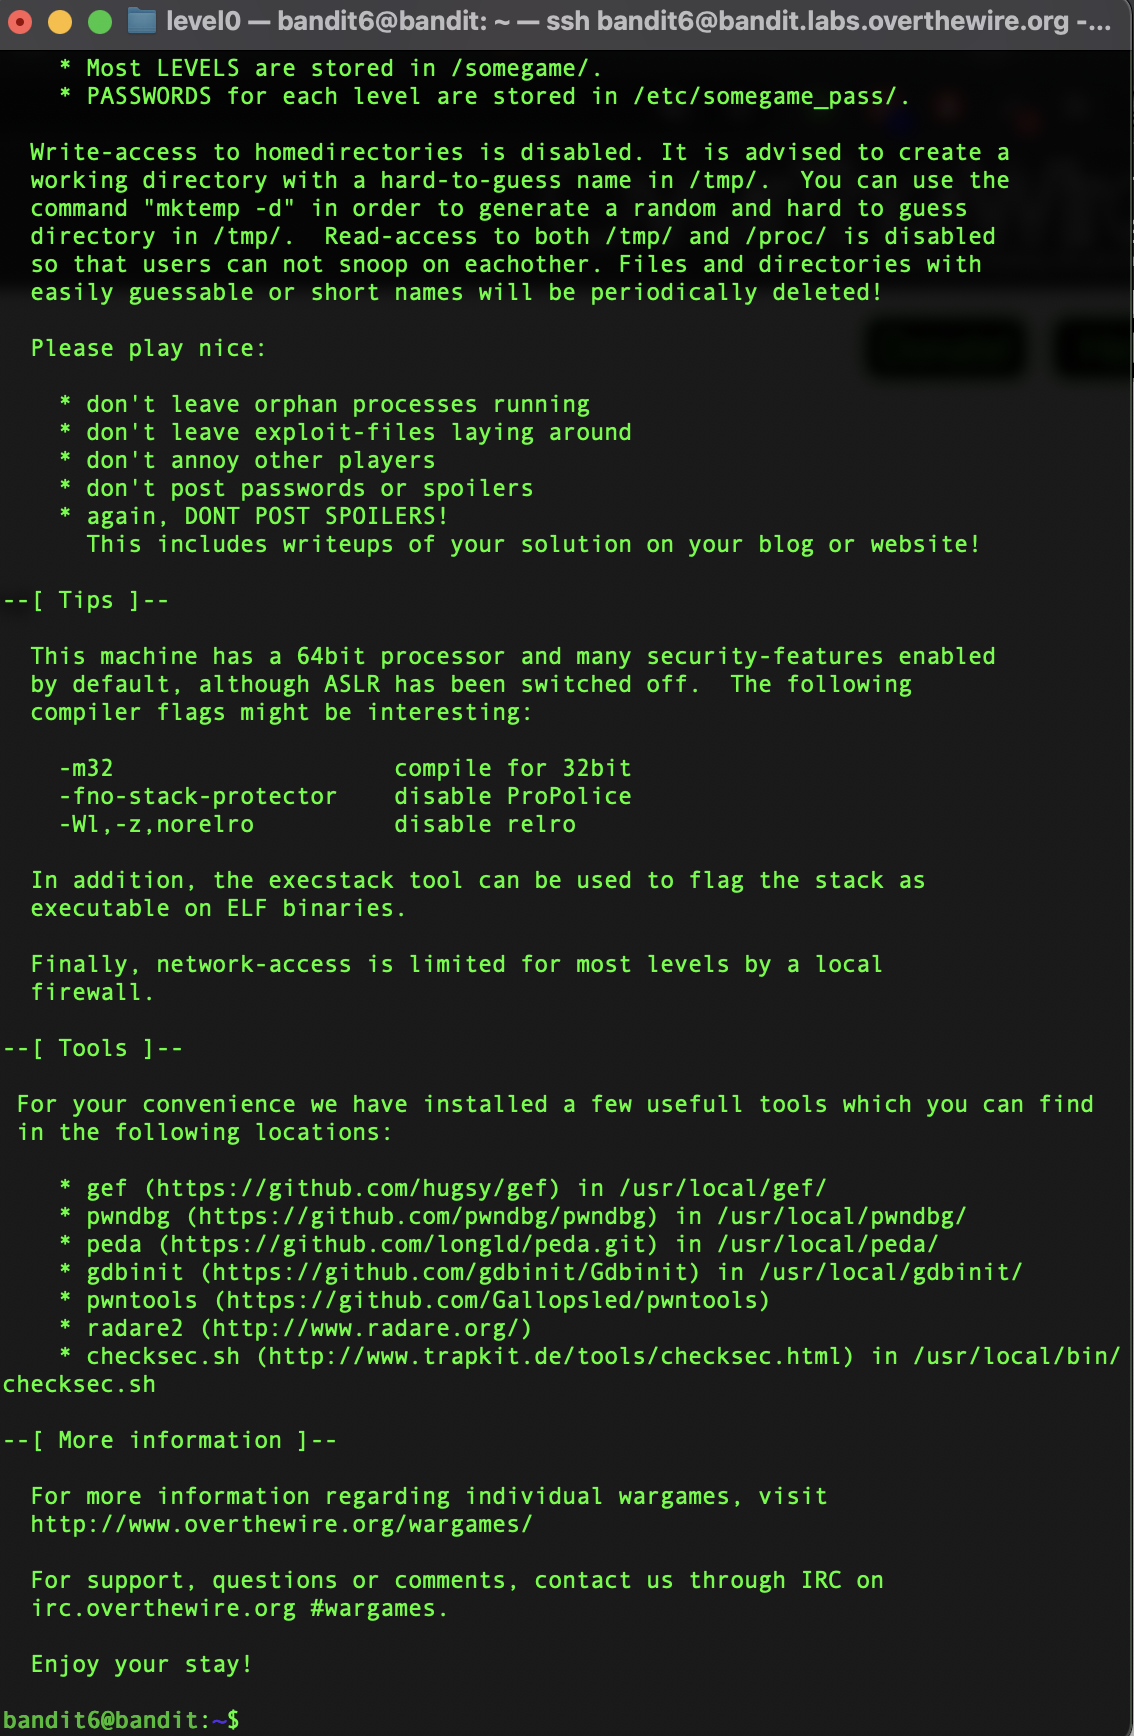 level0 — bandit6@bandit: ~ — ssh bandit6@bandit.labs.overthewire.org -...
* Most LEVELS are stored in /somegame/.
* PASSWORDS for each level are stored in /etc/somegame_pass/.
Write-access to homedirectories is disabled. It is advised to create a
working directory with a hard-to-guess name in /tmp/.  You can use the
command "mktemp -d" in order to generate a random and hard to guess
directory in /tmp/.  Read-access to both /tmp/ and /proc/ is disabled
so that users can not snoop on eachother. Files and directories with
easily guessable or short names will be periodically deleted!
Please play nice:
* don't leave orphan processes running
* don't leave exploit-files laying around
* don't annoy other players
* don't post passwords or spoilers
* again, DONT POST SPOILERS!
This includes writeups of your solution on your blog or website!
--[ Tips ]--
This machine has a 64bit processor and many security-features enabled
by default, although ASLR has been switched off.  The following
compiler flags might be interesting:
-m32                    compile for 32bit
-fno-stack-protector    disable ProPolice
-Wl,-z,norelro          disable relro
In addition, the execstack tool can be used to flag the stack as
executable on ELF binaries.
Finally, network-access is limited for most levels by a local
firewall.
--[ Tools ]--
For your convenience we have installed a few usefull tools which you can find
in the following locations:
* gef (https://github.com/hugsy/gef) in /usr/local/gef/
* pwndbg (https://github.com/pwndbg/pwndbg) in /usr/local/pwndbg/
* peda (https://github.com/longld/peda.git) in /usr/local/peda/
* gdbinit (https://github.com/gdbinit/Gdbinit) in /usr/local/gdbinit/
* pwntools (https://github.com/Gallopsled/pwntools)
* radare2 (http://www.radare.org/)
* checksec.sh (http://www.trapkit.de/tools/checksec.html) in /usr/local/bin/
checksec.sh
--[ More information ]--
For more information regarding individual wargames, visit
http://www.overthewire.org/wargames/
For support, questions or comments, contact us through IRC on
irc.overthewire.org #wargames.
Enjoy your stay!
bandit6@bandit:~$